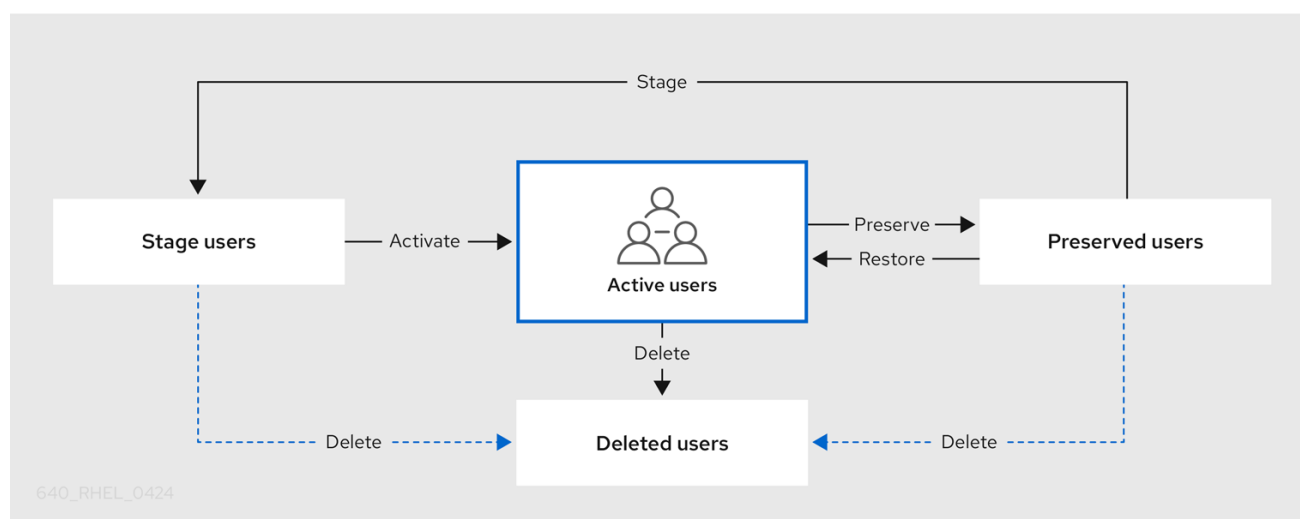 Stage
Stage users
Activate
Active users
Preserve
Restore
Preserved users
Delete
Delete
Deleted users
Delete
640_RHEL_0424